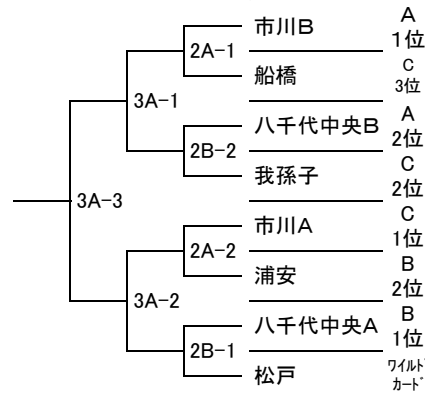 市川B
A
1位
2A-1
船橋
C
3位
3A-1
八千代中央B
A
2位
2B-2
我孫子
C
2位
3A-3
市川A
C
1位
2A-2
浦安
B
2位
3A-2
八千代中央A
B
1位
2B-1
松戸
ワイルド
カード